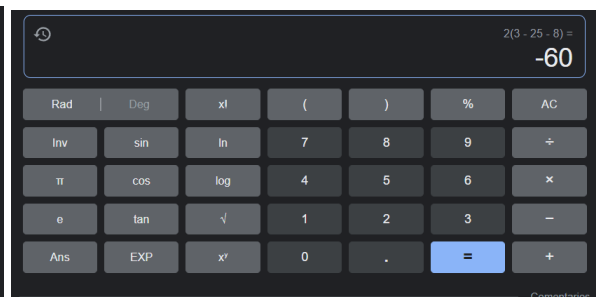 2(3 - 25 - 8) =
-60
Rad | Deg x! ( ) % AC
Inv sin ln 7 8 9 ÷
π cos log 4 5 6 ×
e tan √ 1 2 3 −
Ans EXP xʸ 0 . = +
Comentarios